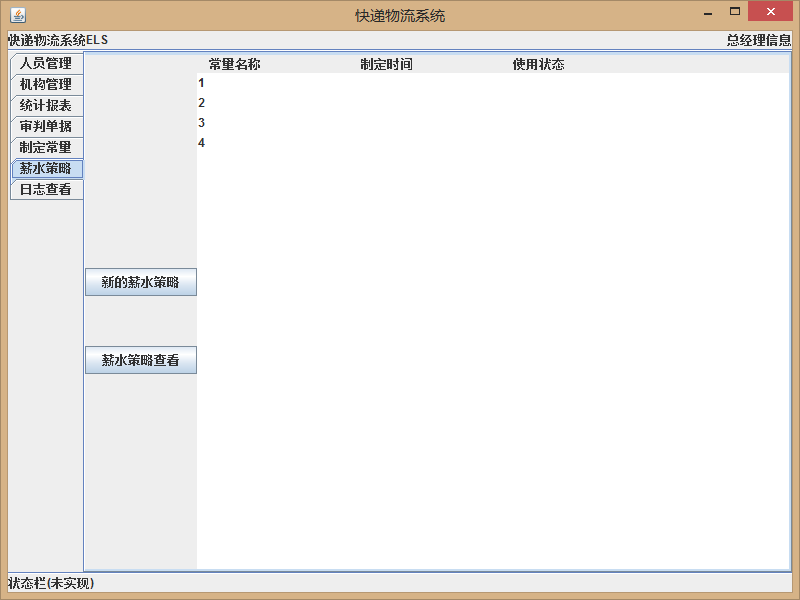 快递物流系统
快递物流系统ELS 总经理信息
人员管理
机构管理
统计报表
审判单据
制定常量
薪水策略
日志查看
新的薪水策略
薪水策略查看
常量名称 制定时间 使用状态
1
2
3
4
状态栏(未实现)